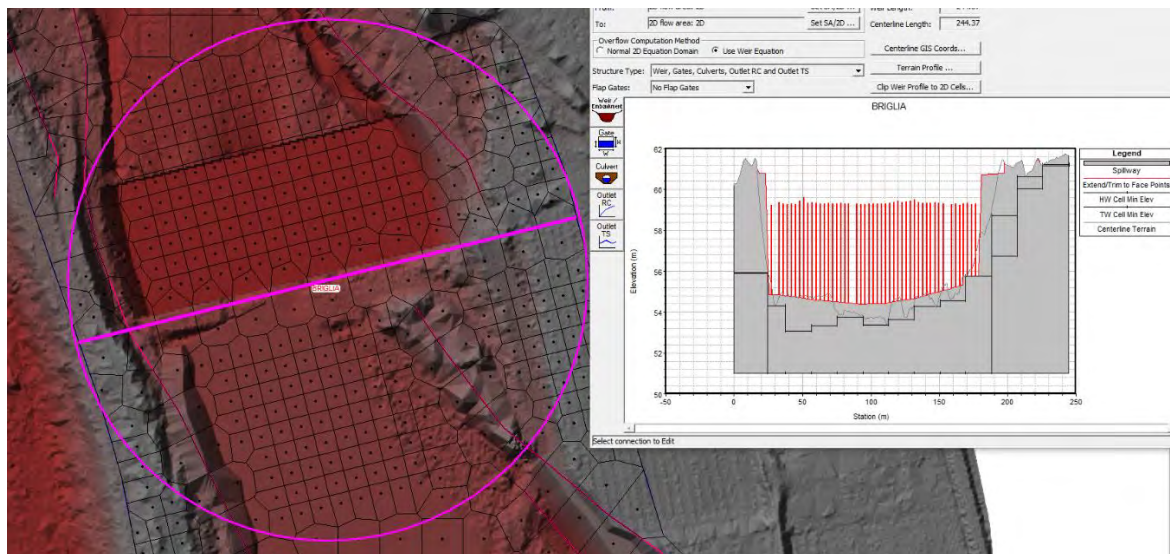 To: 2D flow area: 2D Set SA/2D ... Centerline Length: 244.37
Overflow Computation Method
Normal 2D Equation Domain Use Weir Equation
Centerline GIS Coords...
Structure Type: Weir, Gates, Culverts, Outlet RC and Outlet TS
Terrain Profile ...
Flap Gates: No Flap Gates
Clip Weir Profile to 2D Cells...
Weir /
Embankment
Gate
Culvert
Outlet
RC
Outlet
TS
BRIGLIA
62
60
58
56
54
52
50
Elevation (m)
-50 0 50 100 150 200 250
Station (m)
Legend
Spillway
Extend/Trim to Face Points
HW Cell Min Elev
TW Cell Min Elev
Centerline Terrain
Select connection to Edit
BRIGLIA